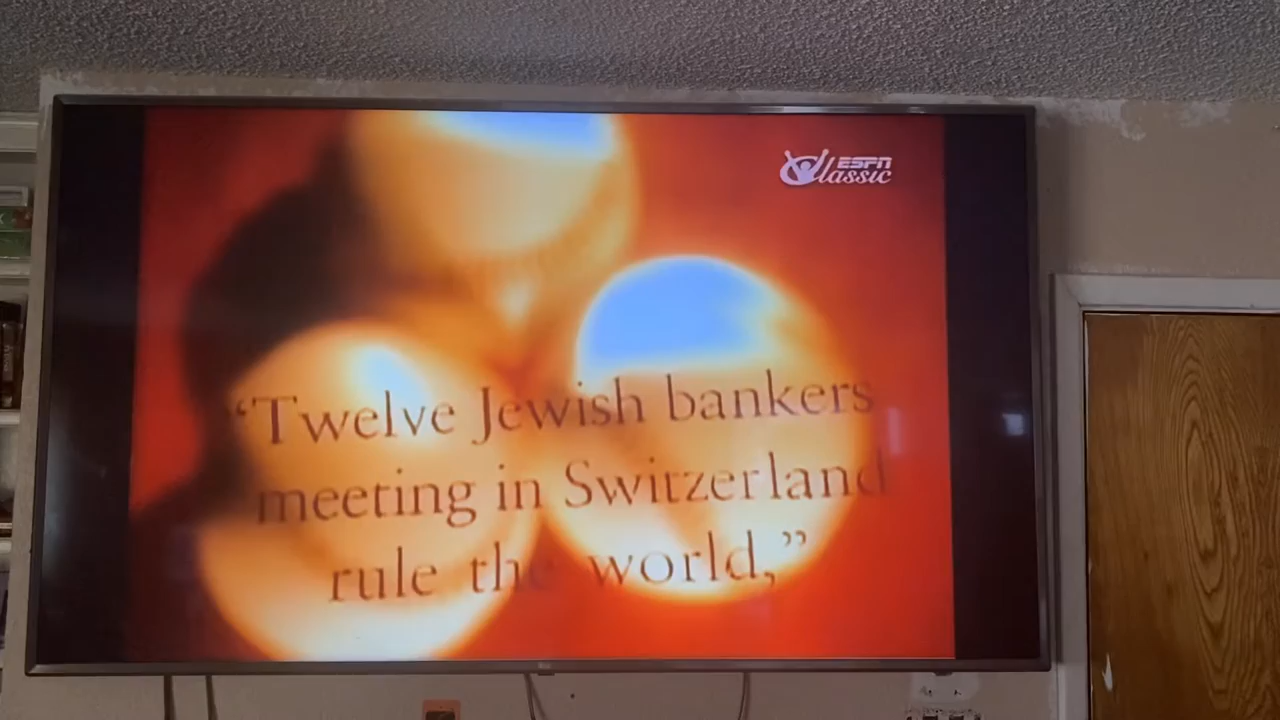 ESPN
Classic
“Twelve Jewish bankers
meeting in Switzerland
rule the world,”